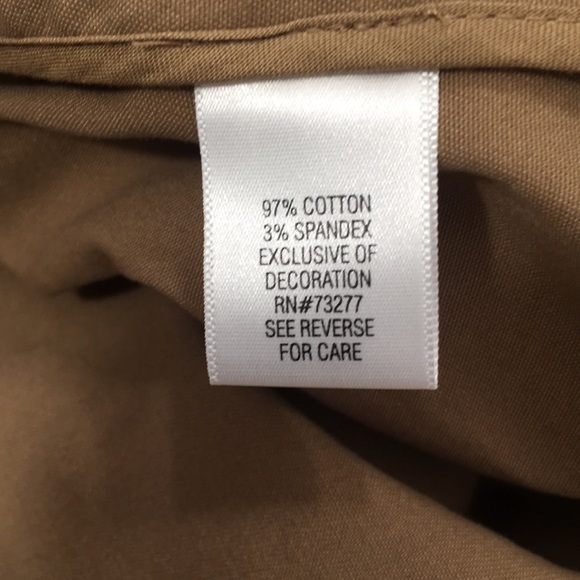 97% COTTON
3% SPANDEX
EXCLUSIVE OF
DECORATION
RN#73277
SEE REVERSE
FOR CARE